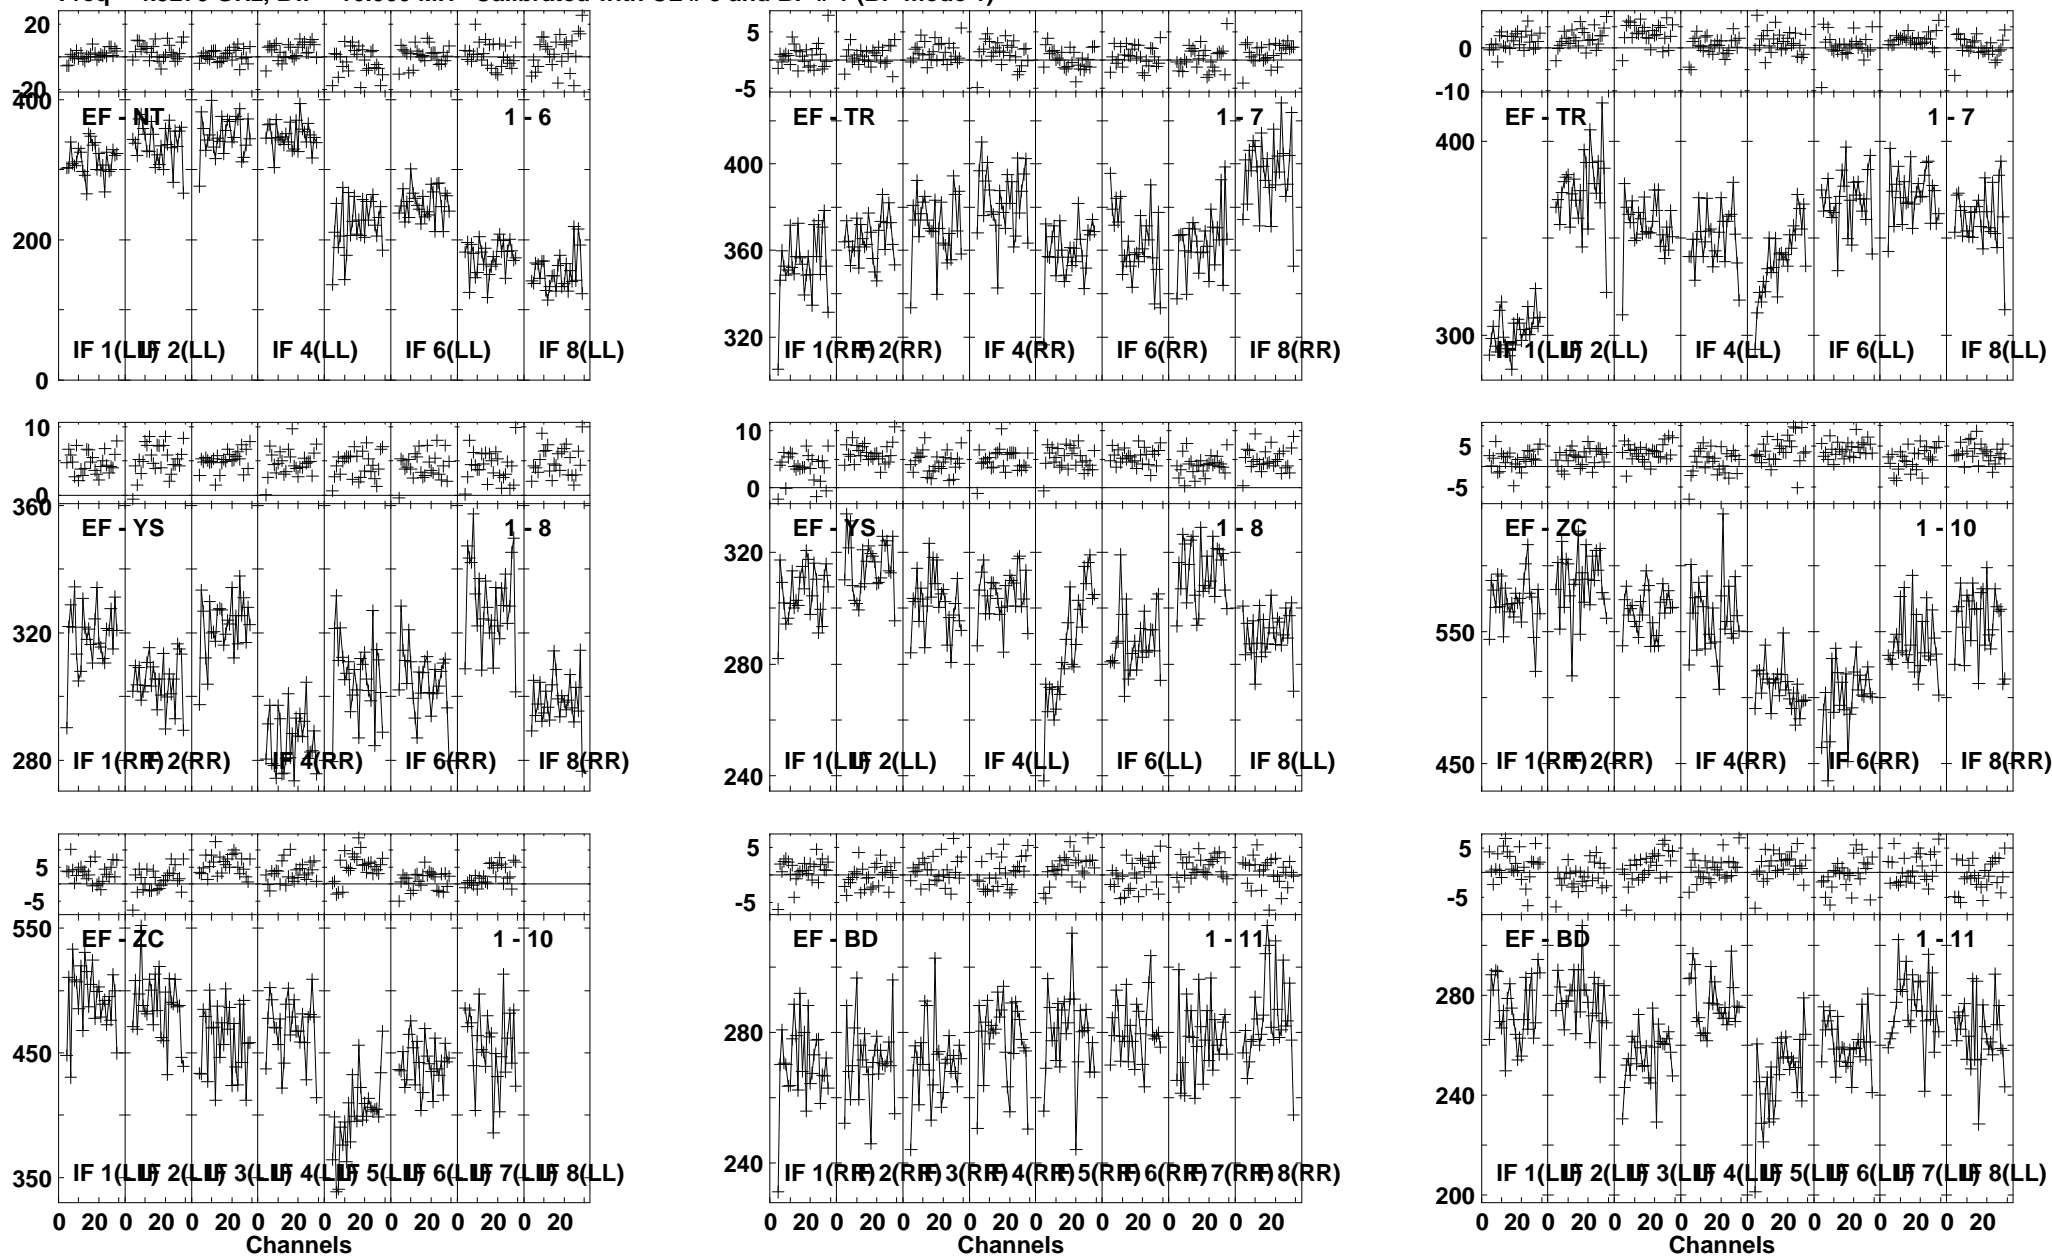 20
-20
400
200
0
EF - NT
1 - 6
IF 1(LL) IF 2(LL) IF 4(LL) IF 6(LL) IF 8(LL)
5
-5
400
360
320
EF - TR
1 - 7
IF 1(RR) IF 2(RR) IF 4(RR) IF 6(RR) IF 8(RR)
0
-10
400
300
EF - TR
1 - 7
IF 1(LL) IF 2(LL) IF 4(LL) IF 6(LL) IF 8(LL)
10
0
360
320
280
EF - YS
1 - 8
IF 1(RR) IF 2(RR) IF 4(RR) IF 6(RR) IF 8(RR)
10
0
320
280
240
EF - YS
1 - 8
IF 1(LL) IF 2(LL) IF 4(LL) IF 6(LL) IF 8(LL)
5
-5
550
450
EF - ZC
1 - 10
IF 1(RR) IF 2(RR) IF 4(RR) IF 6(RR) IF 8(RR)
5
-5
550
450
350
EF - ZC
1 - 10
IF 1(LL) IF 2(LL) IF 3(LL) IF 4(LL) IF 5(LL) IF 6(LL) IF 7(LL) IF 8(LL)
0 20 0 20 0 20 0 20 0 20 0 20 0 20 0 20
Channels
5
-5
280
240
EF - BD
1 - 11
IF 1(RR) IF 2(RR) IF 3(RR) IF 4(RR) IF 5(RR) IF 6(RR) IF 7(RR) IF 8(RR)
0 20 0 20 0 20 0 20 0 20 0 20 0 20 0 20
Channels
5
-5
280
240
200
EF - BD
1 - 11
IF 1(LL) IF 2(LL) IF 3(LL) IF 4(LL) IF 5(LL) IF 6(LL) IF 7(LL) IF 8(LL)
0 20 0 20 0 20 0 20 0 20 0 20 0 20 0 20
Channels